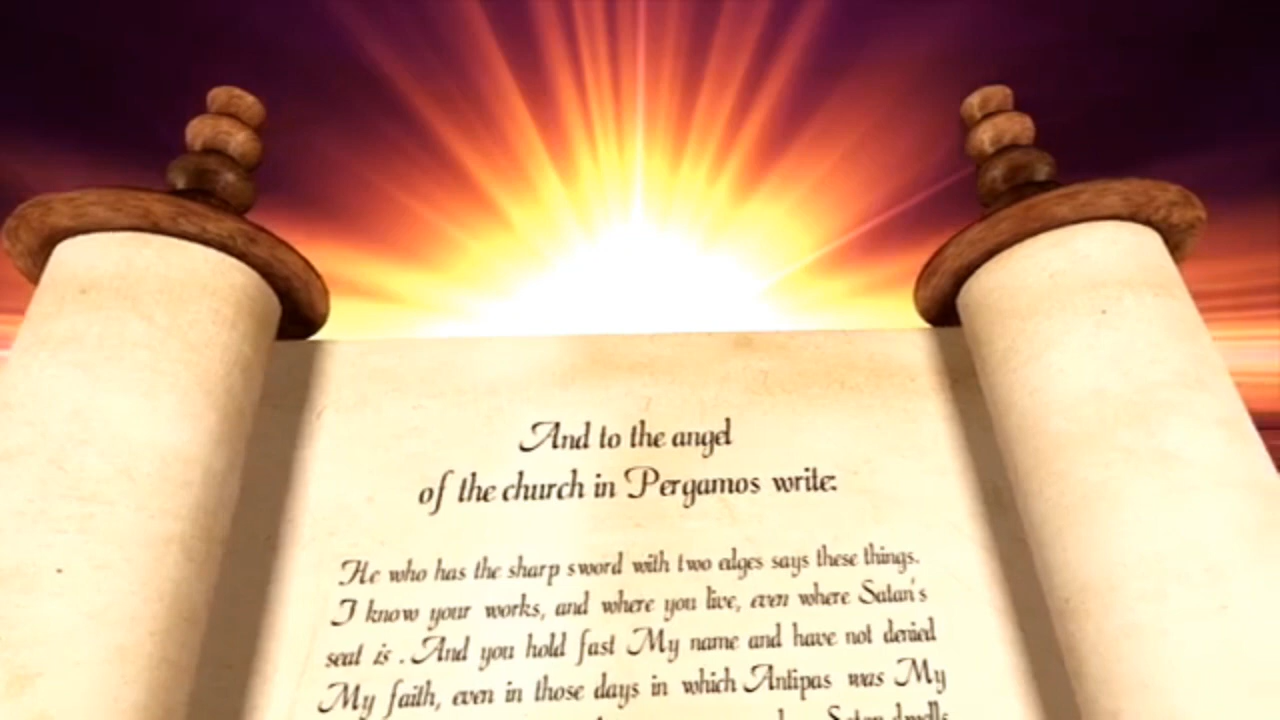 And to the angel
of the church in Pergamos write:
He who has the sharp sword with two edges says these things.
I know your works, and where you live, even where Satan's
seat is . And you hold fast My name and have not denied
My faith, even in those days in which Antipas was My
Satan dwells